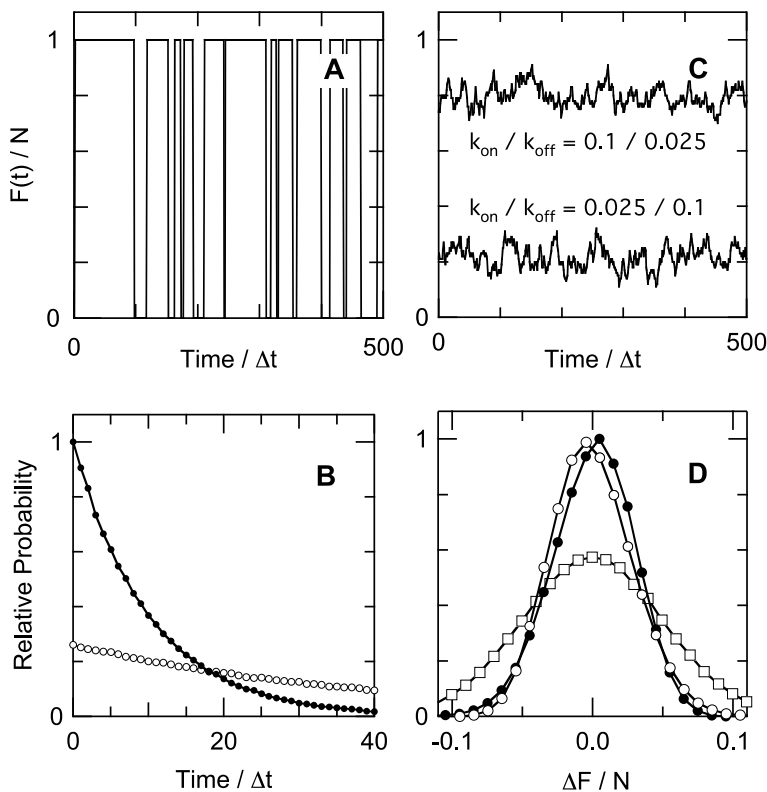 1
A
F(t) / N
0
0
500
Time / Δt
1
C
k_on / k_off = 0.1 / 0.025
k_on / k_off = 0.025 / 0.1
0
0
500
Time / Δt
1
B
Relative Probability
0
0
20
40
Time / Δt
1
D
0
-0.1
0.0
0.1
ΔF / N